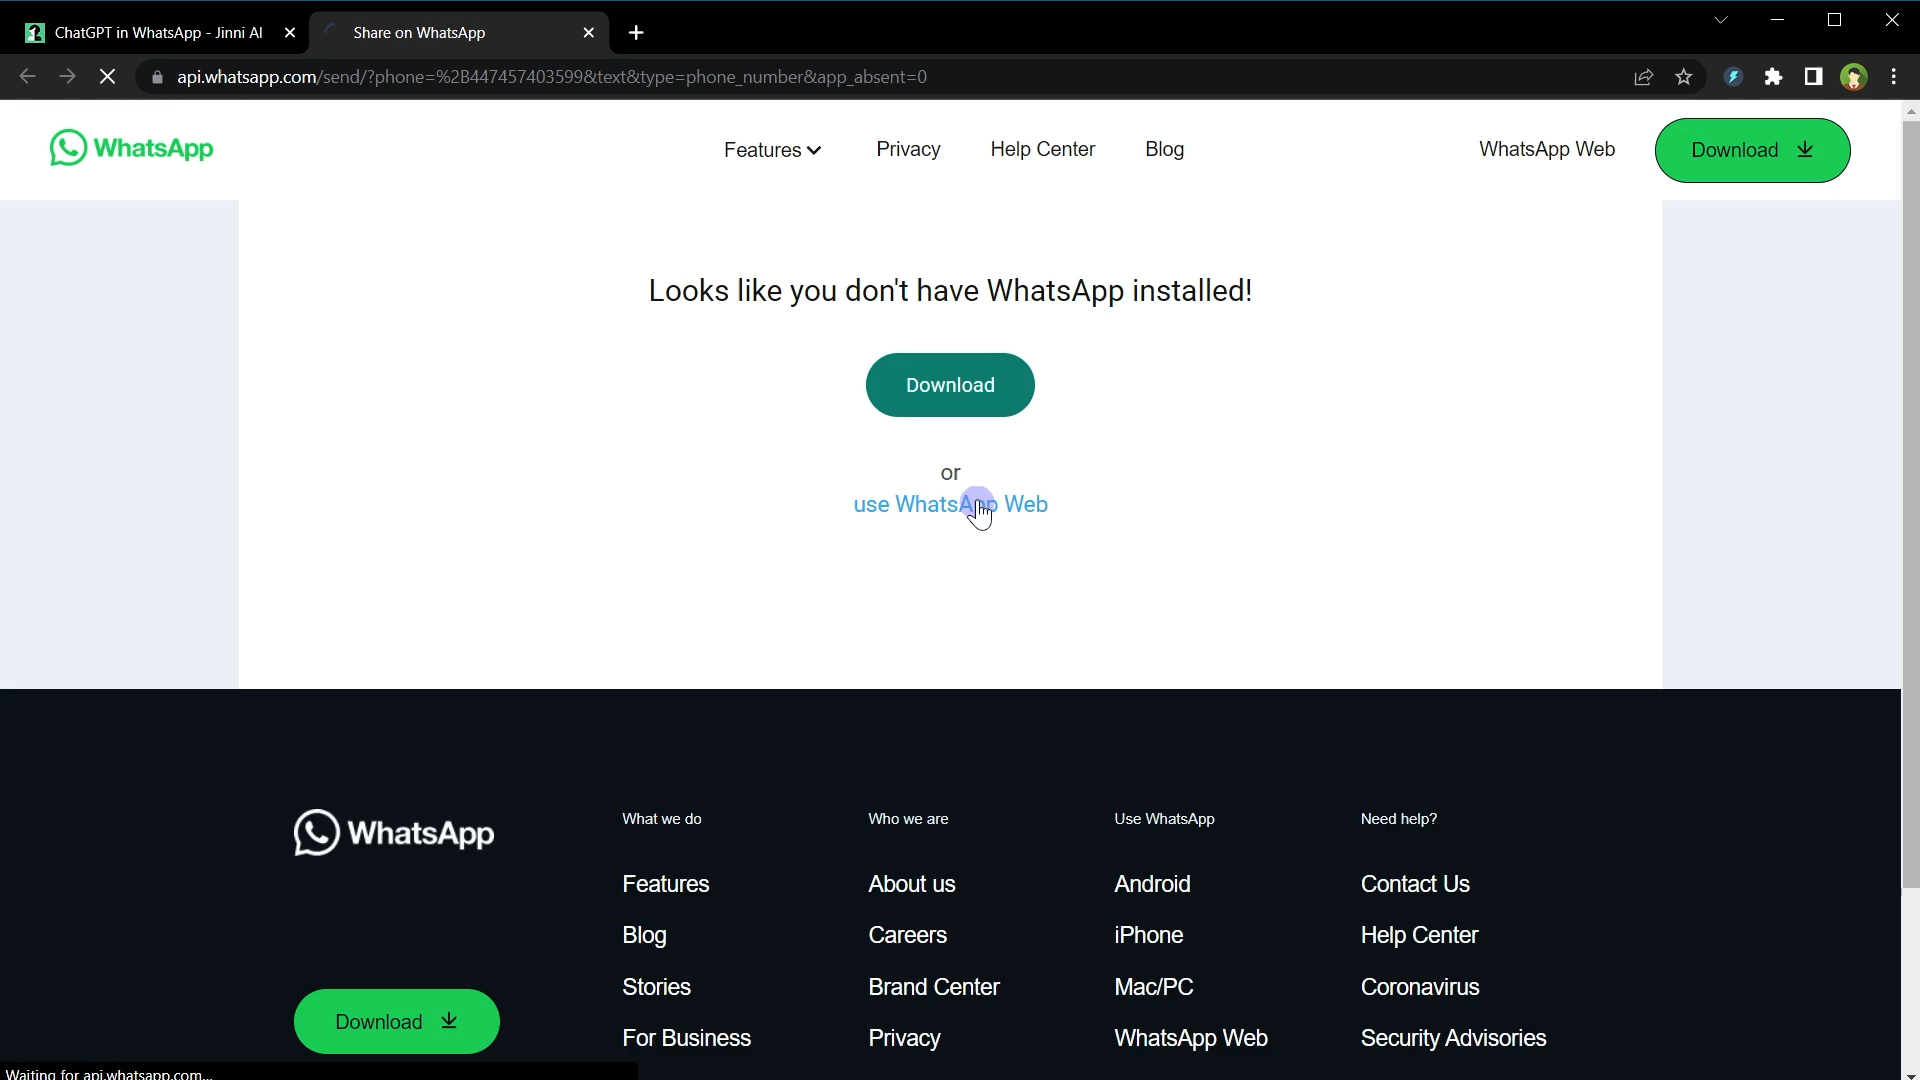 ChatGPT in WhatsApp - Jinni AI
Share on WhatsApp
api.whatsapp.com/send/?phone=%2B447457403599&text&type=phone_number&app_absent=0
WhatsApp
Features
Privacy
Help Center
Blog
WhatsApp Web
Download
Looks like you don't have WhatsApp installed!
Download
or
use WhatsApp Web
WhatsApp
What we do
Who we are
Use WhatsApp
Need help?
Features
About us
Android
Contact Us
Blog
Careers
iPhone
Help Center
Stories
Brand Center
Mac/PC
Coronavirus
Download
For Business
Privacy
WhatsApp Web
Security Advisories
Waiting for api.whatsapp.com...